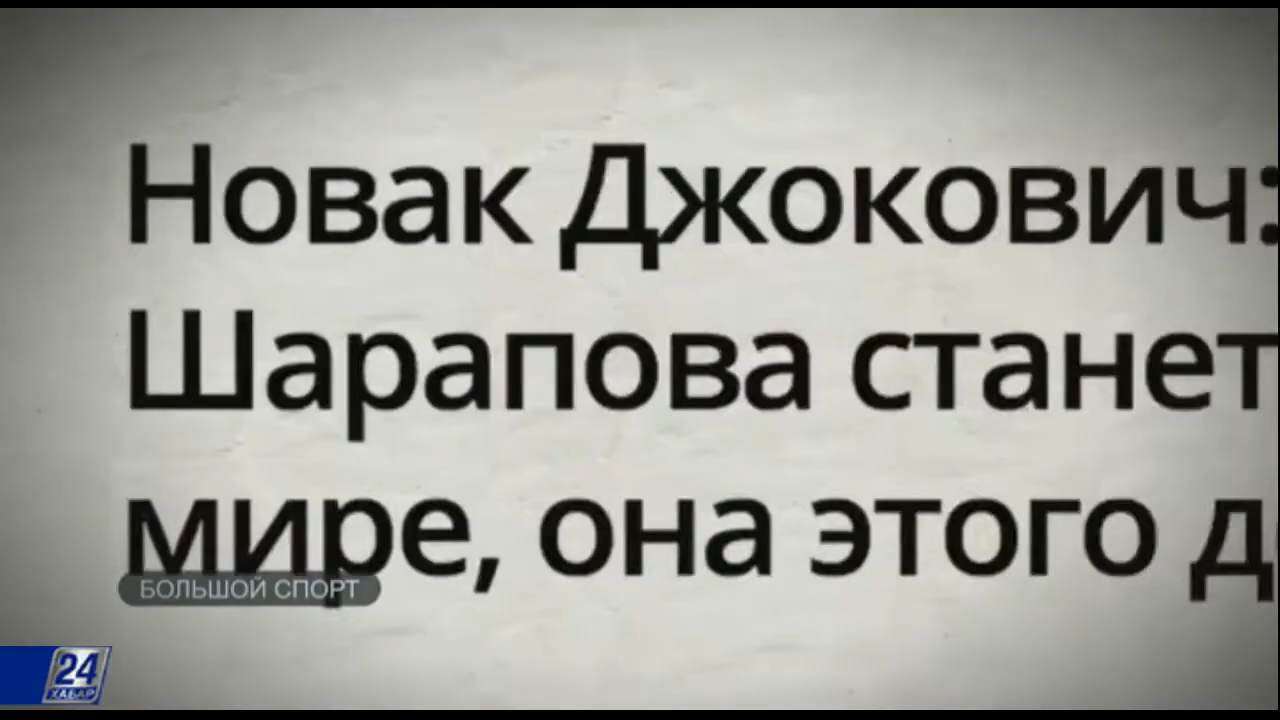 Новак Джокович:
Шарапова станет
мире, она этого
БОЛЬШОЙ СПОРТ
24
ХАБАР